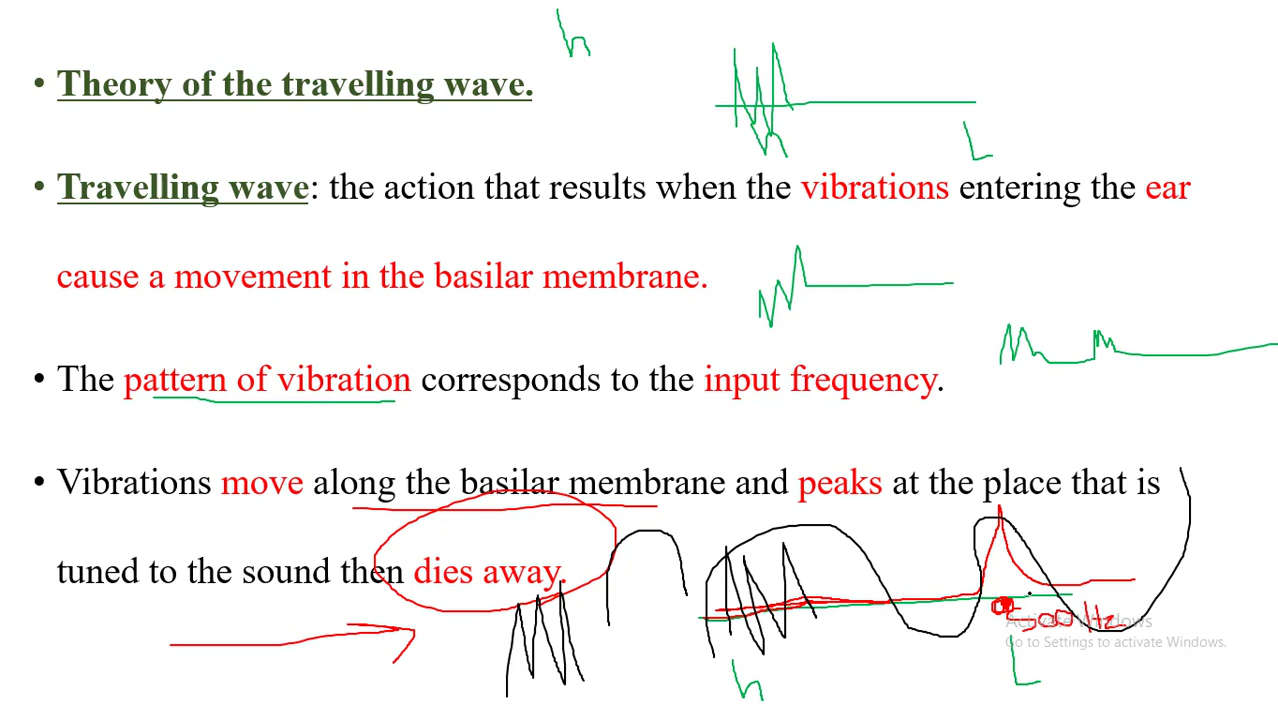 h
• Theory of the travelling wave.
h
L
• Travelling wave: the action that results when the vibrations entering the ear
cause a movement in the basilar membrane.
• The pattern of vibration corresponds to the input frequency.
• Vibrations move along the basilar membrane and peaks at the place that is
tuned to the sound then dies away.
Activate Windows
Go to Settings to activate Windows.
h
L